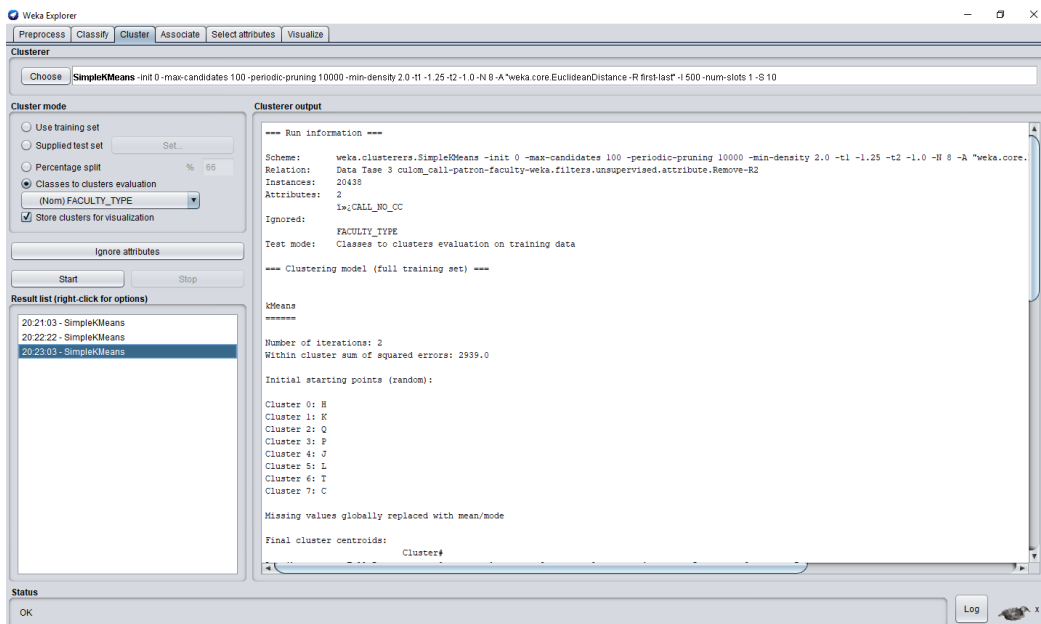 Weka Explorer
Preprocess Classify Cluster Associate Select attributes Visualize
Clusterer
Choose SimpleKMeans -init 0 -max-candidates 100 -periodic-pruning 10000 -min-density 2.0 -t1 -1.25 -t2 -1.0 -N 8 -A "weka.core.EuclideanDistance -R first-last" -I 500 -num-slots 1 -S 10
Cluster mode
Use training set
Supplied test set Set...
Percentage split % 66
Classes to clusters evaluation
(Nom) FACULTY_TYPE
Store clusters for visualization
Ignore attributes
Start Stop
Result list (right-click for options)
20:21:03 - SimpleKMeans
20:22:22 - SimpleKMeans
20:23:03 - SimpleKMeans
Clusterer output
=== Run information ===
Scheme: weka.clusterers.SimpleKMeans -init 0 -max-candidates 100 -periodic-pruning 10000 -min-density 2.0 -t1 -1.25 -t2 -1.0 -N 8 -A "weka.core.
Relation: Data Tase 3 culom_call-patron-faculty-weka.filters.unsupervised.attribute.Remove-R2
Instances: 20438
Attributes: 2
ï»¿CALL_NO_CC
Ignored:
FACULTY_TYPE
Test mode: Classes to clusters evaluation on training data
=== Clustering model (full training set) ===
kMeans
======
Number of iterations: 2
Within cluster sum of squared errors: 2939.0
Initial starting points (random):
Cluster 0: H
Cluster 1: K
Cluster 2: Q
Cluster 3: P
Cluster 4: J
Cluster 5: L
Cluster 6: T
Cluster 7: C
Missing values globally replaced with mean/mode
Final cluster centroids:
Cluster#
Status
OK
Log
x